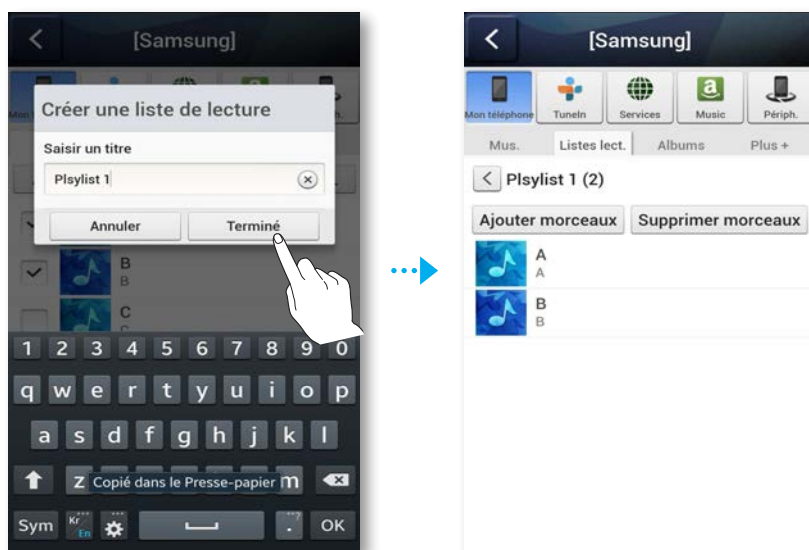 [Samsung]
Créer une liste de lecture
Saisir un titre
Plsylist 1
Annuler
Terminé
B
B
C
C
1 2 3 4 5 6 7 8 9 0
q w e r t y u i o p
a s d f g h j k l
z Copié dans le Presse-papier m
Sym Kr/En . OK
[Samsung]
Mon téléphone TuneIn Services Music Périph.
Mus. Listes lect. Albums Plus +
Plsylist 1 (2)
Ajouter morceaux Supprimer morceaux
A
A
B
B